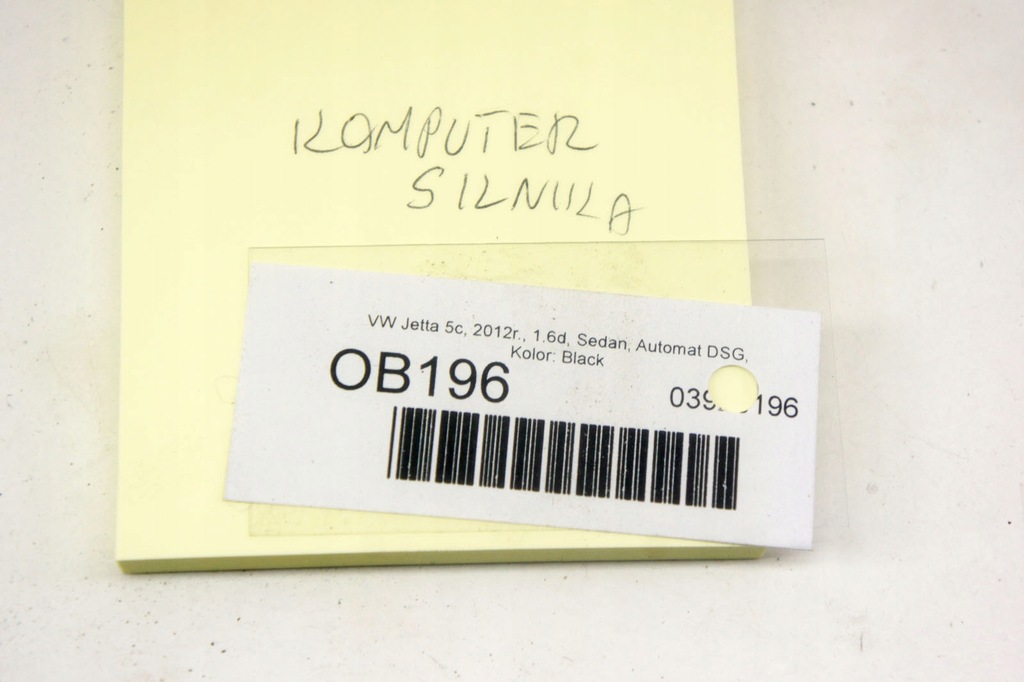 KOMPUTER
SILNIKA
VW Jetta 5c, 2012r., 1.6d, Sedan, Automat DSG,
Kolor: Black
OB196